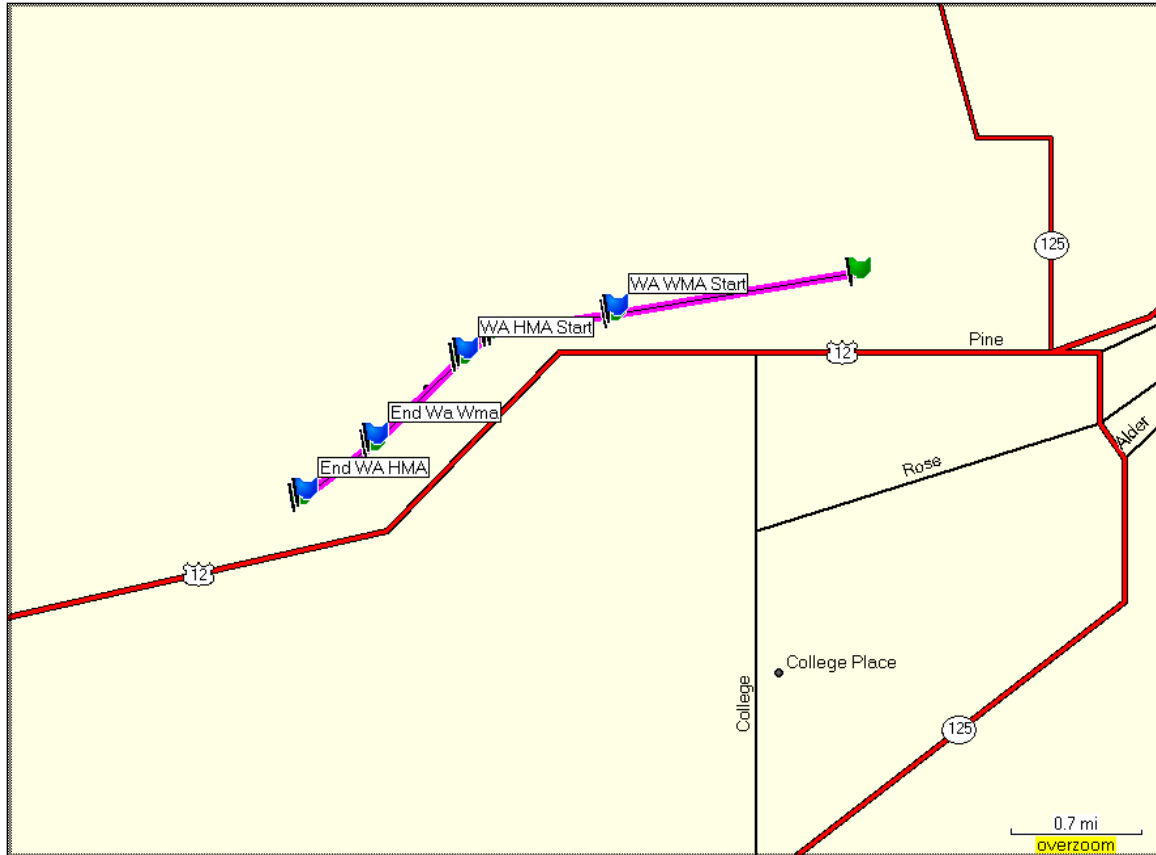 125
WA WMA Start
WA HMA Start
Pine
12
End Wa Wma
Alder
Rose
End WA HMA
12
College Place
College
125
0.7 mi
overzoom